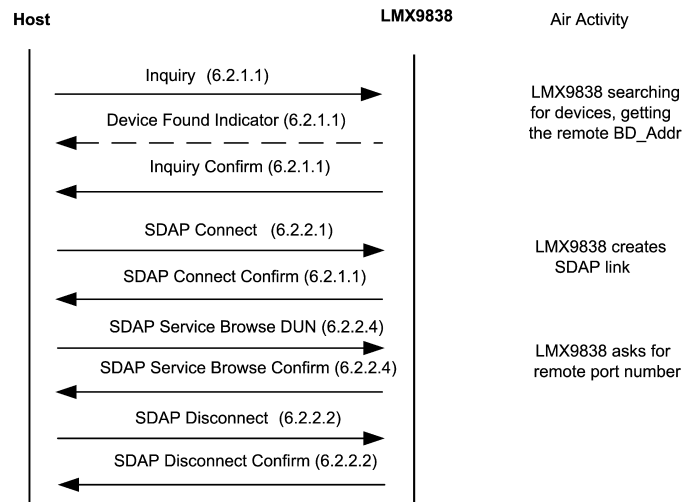 Host
LMX9838
Air Activity
Inquiry (6.2.1.1)
LMX9838 searching
for devices, getting
the remote BD_Addr
Device Found Indicator (6.2.1.1)
Inquiry Confirm (6.2.1.1)
SDAP Connect (6.2.2.1)
LMX9838 creates
SDAP link
SDAP Connect Confirm (6.2.1.1)
SDAP Service Browse DUN (6.2.2.4)
LMX9838 asks for
remote port number
SDAP Service Browse Confirm (6.2.2.4)
SDAP Disconnect (6.2.2.2)
SDAP Disconnect Confirm (6.2.2.2)